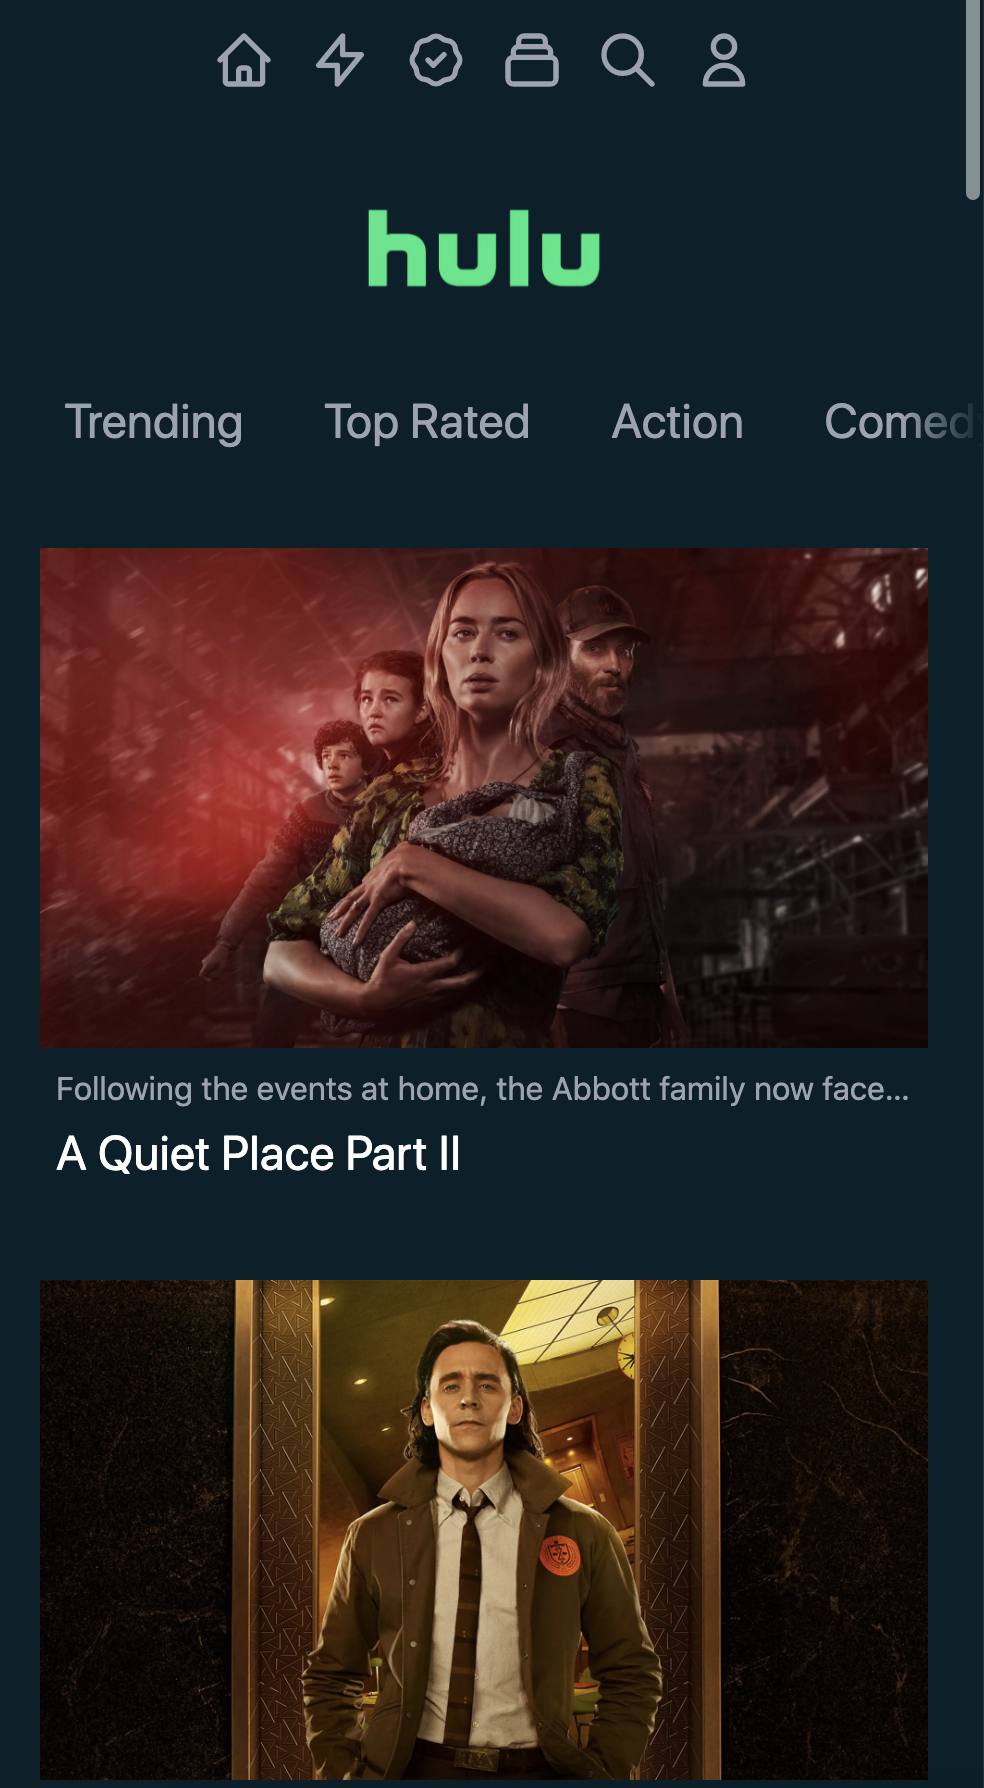 hulu
Trending Top Rated Action Comedy
Following the events at home, the Abbott family now face...
A Quiet Place Part II